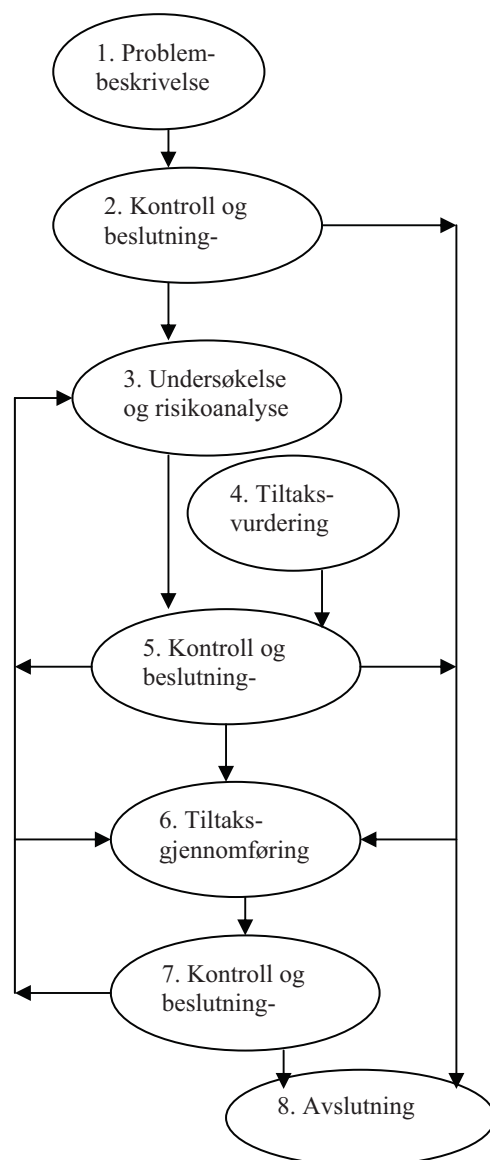 1. Problem-
beskrivelse
2. Kontroll og
beslutning-
3. Undersøkelse
og risikoanalyse
4. Tiltaks-
vurdering
5. Kontroll og
beslutning-
6. Tiltaks-
gjennomføring
7. Kontroll og
beslutning-
8. Avslutning